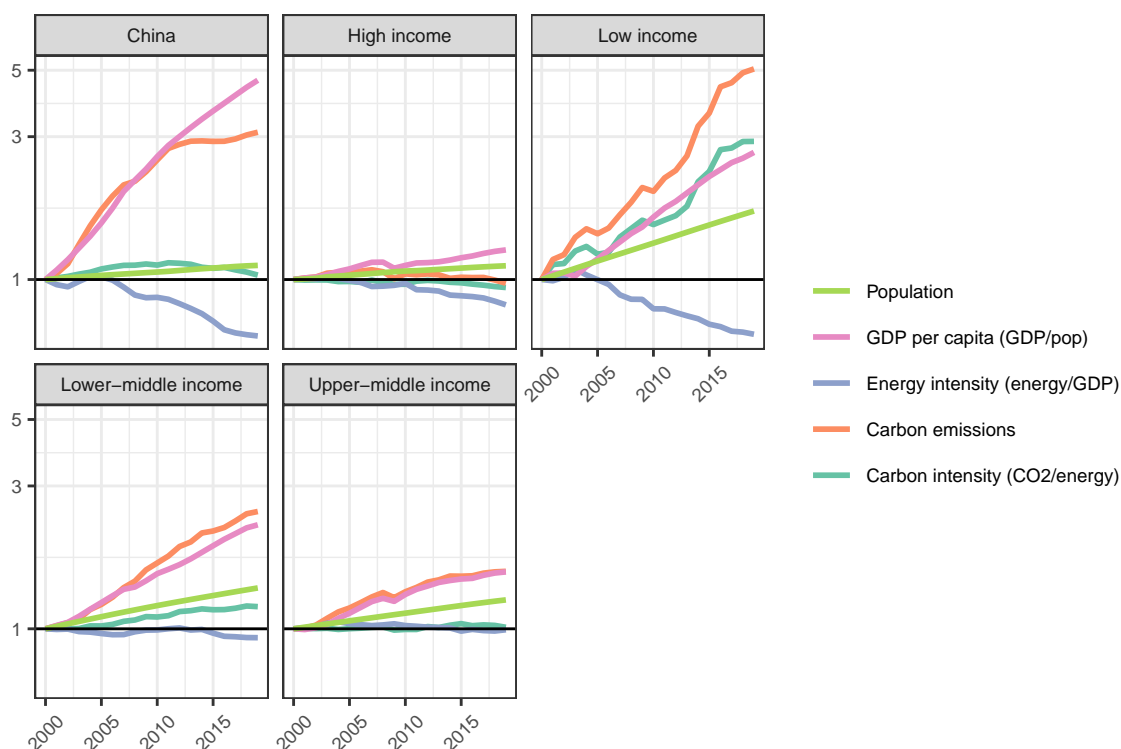 China
High income
Low income
5
3
1
2000
2005
2010
2015
Lower−middle income
Upper−middle income
5
3
1
2000
2005
2010
2015
2000
2005
2010
2015
Population
GDP per capita (GDP/pop)
Energy intensity (energy/GDP)
Carbon emissions
Carbon intensity (CO2/energy)